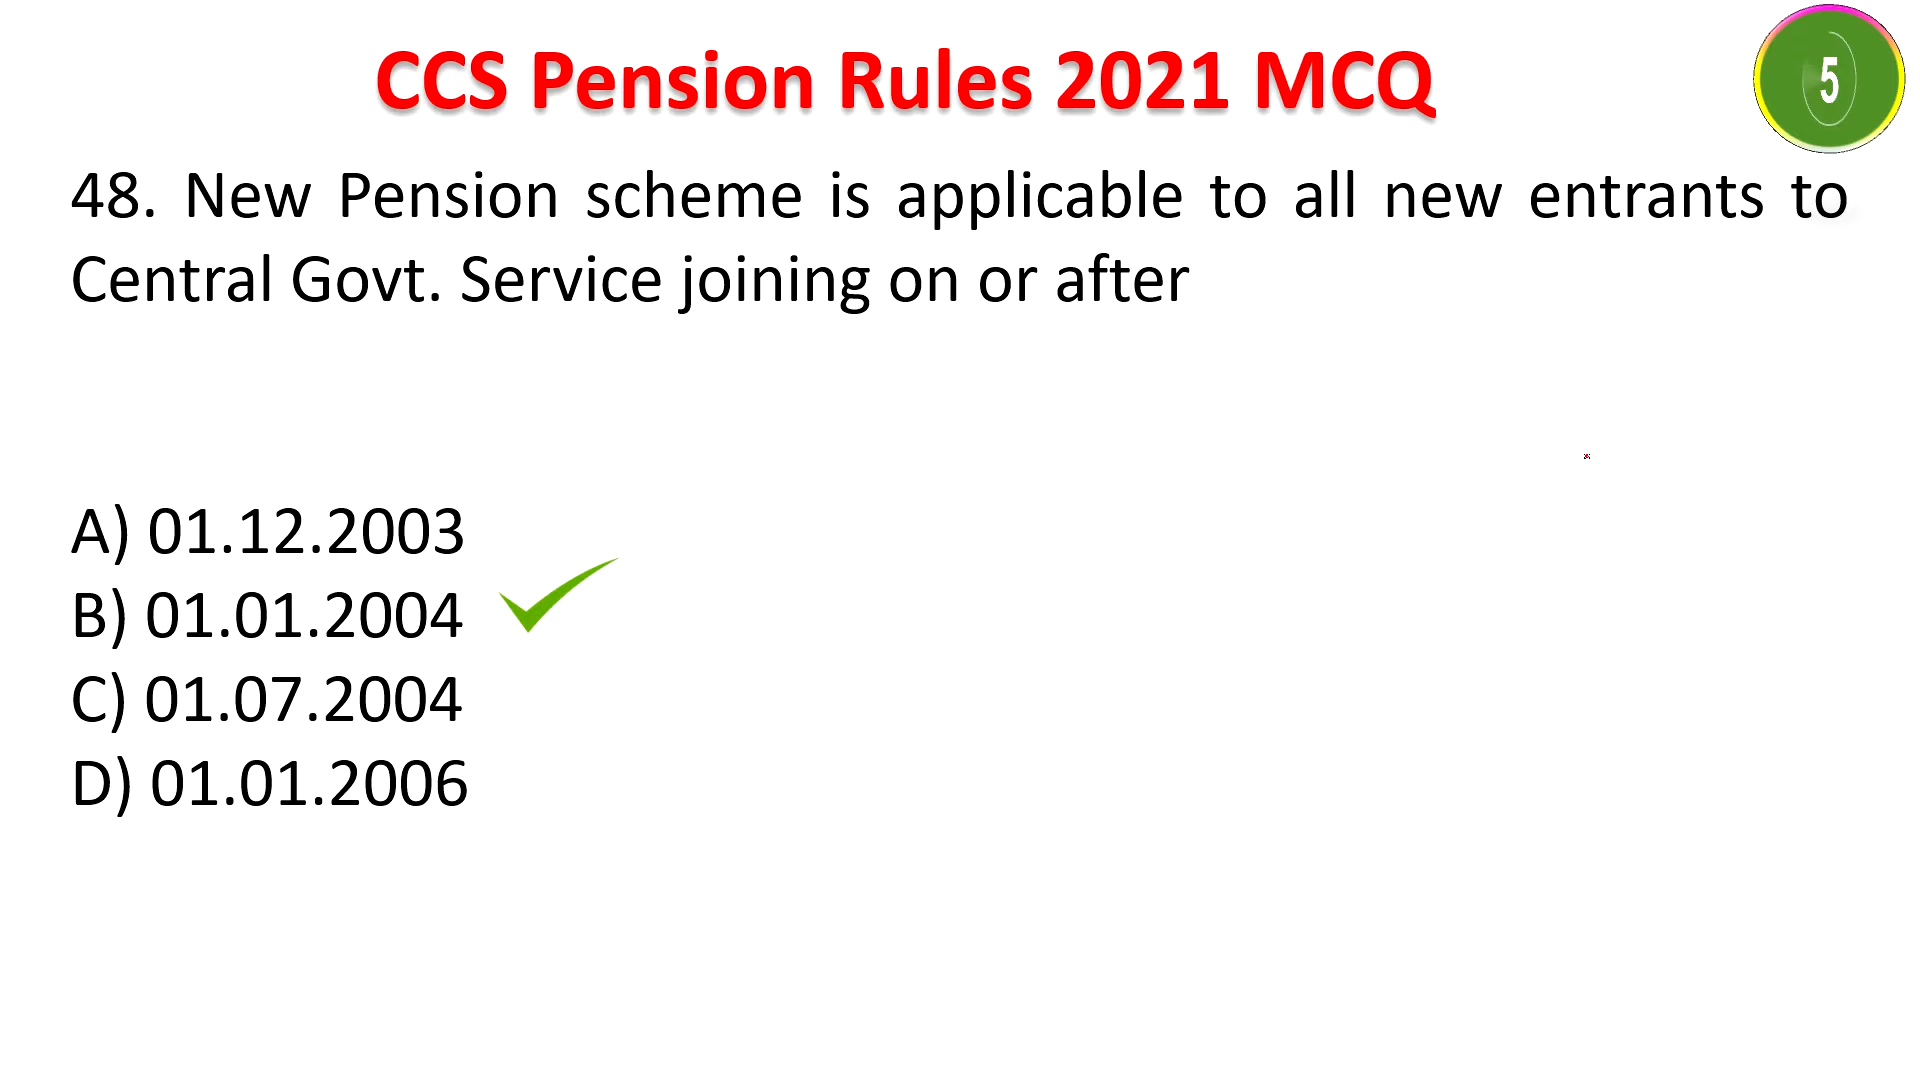 CCS Pension Rules 2021 MCQ
5
48. New Pension scheme is applicable to all new entrants to
Central Govt. Service joining on or after
A) 01.12.2003
B) 01.01.2004
C) 01.07.2004
D) 01.01.2006